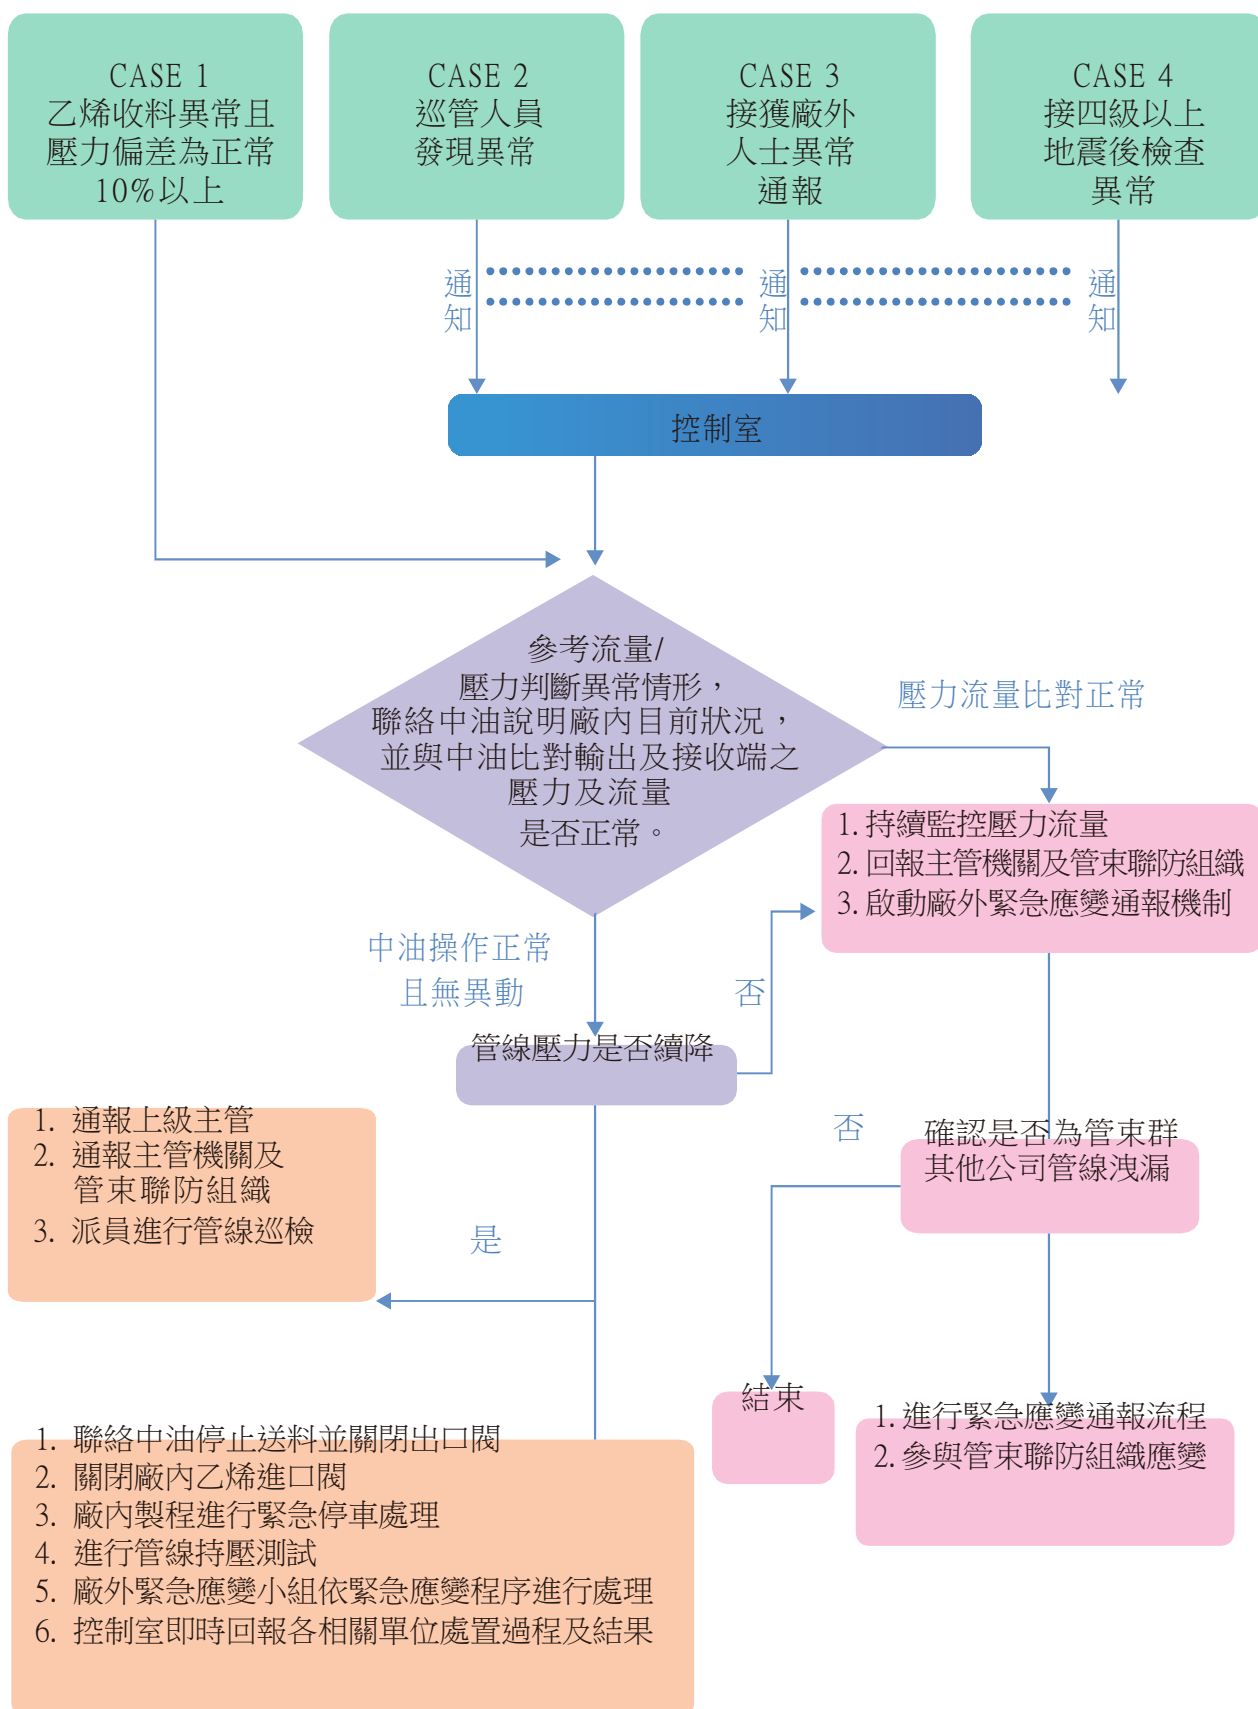 CASE 1
乙烯收料異常且
壓力偏差為正常
10%以上
CASE 2
巡管人員
發現異常
CASE 3
接獲廠外
人士異常
通報
CASE 4
接四級以上
地震後檢查
異常
通知
通知
通知
控制室
參考流量/
壓力判斷異常情形，
聯絡中油說明廠內目前狀況，
並與中油比對輸出及接收端之
壓力及流量
是否正常。
壓力流量比對正常
1. 持續監控壓力流量
2. 回報主管機關及管束聯防組織
3. 啟動廠外緊急應變通報機制
中油操作正常
且無異動
否
管線壓力是否續降
1. 通報上級主管
2. 通報主管機關及
管束聯防組織
3. 派員進行管線巡檢
是
否
確認是否為管束群
其他公司管線洩漏
結束
1. 進行緊急應變通報流程
2. 參與管束聯防組織應變
1. 聯絡中油停止送料並關閉出口閥
2. 關閉廠內乙烯進口閥
3. 廠內製程進行緊急停車處理
4. 進行管線持壓測試
5. 廠外緊急應變小組依緊急應變程序進行處理
6. 控制室即時回報各相關單位處置過程及結果